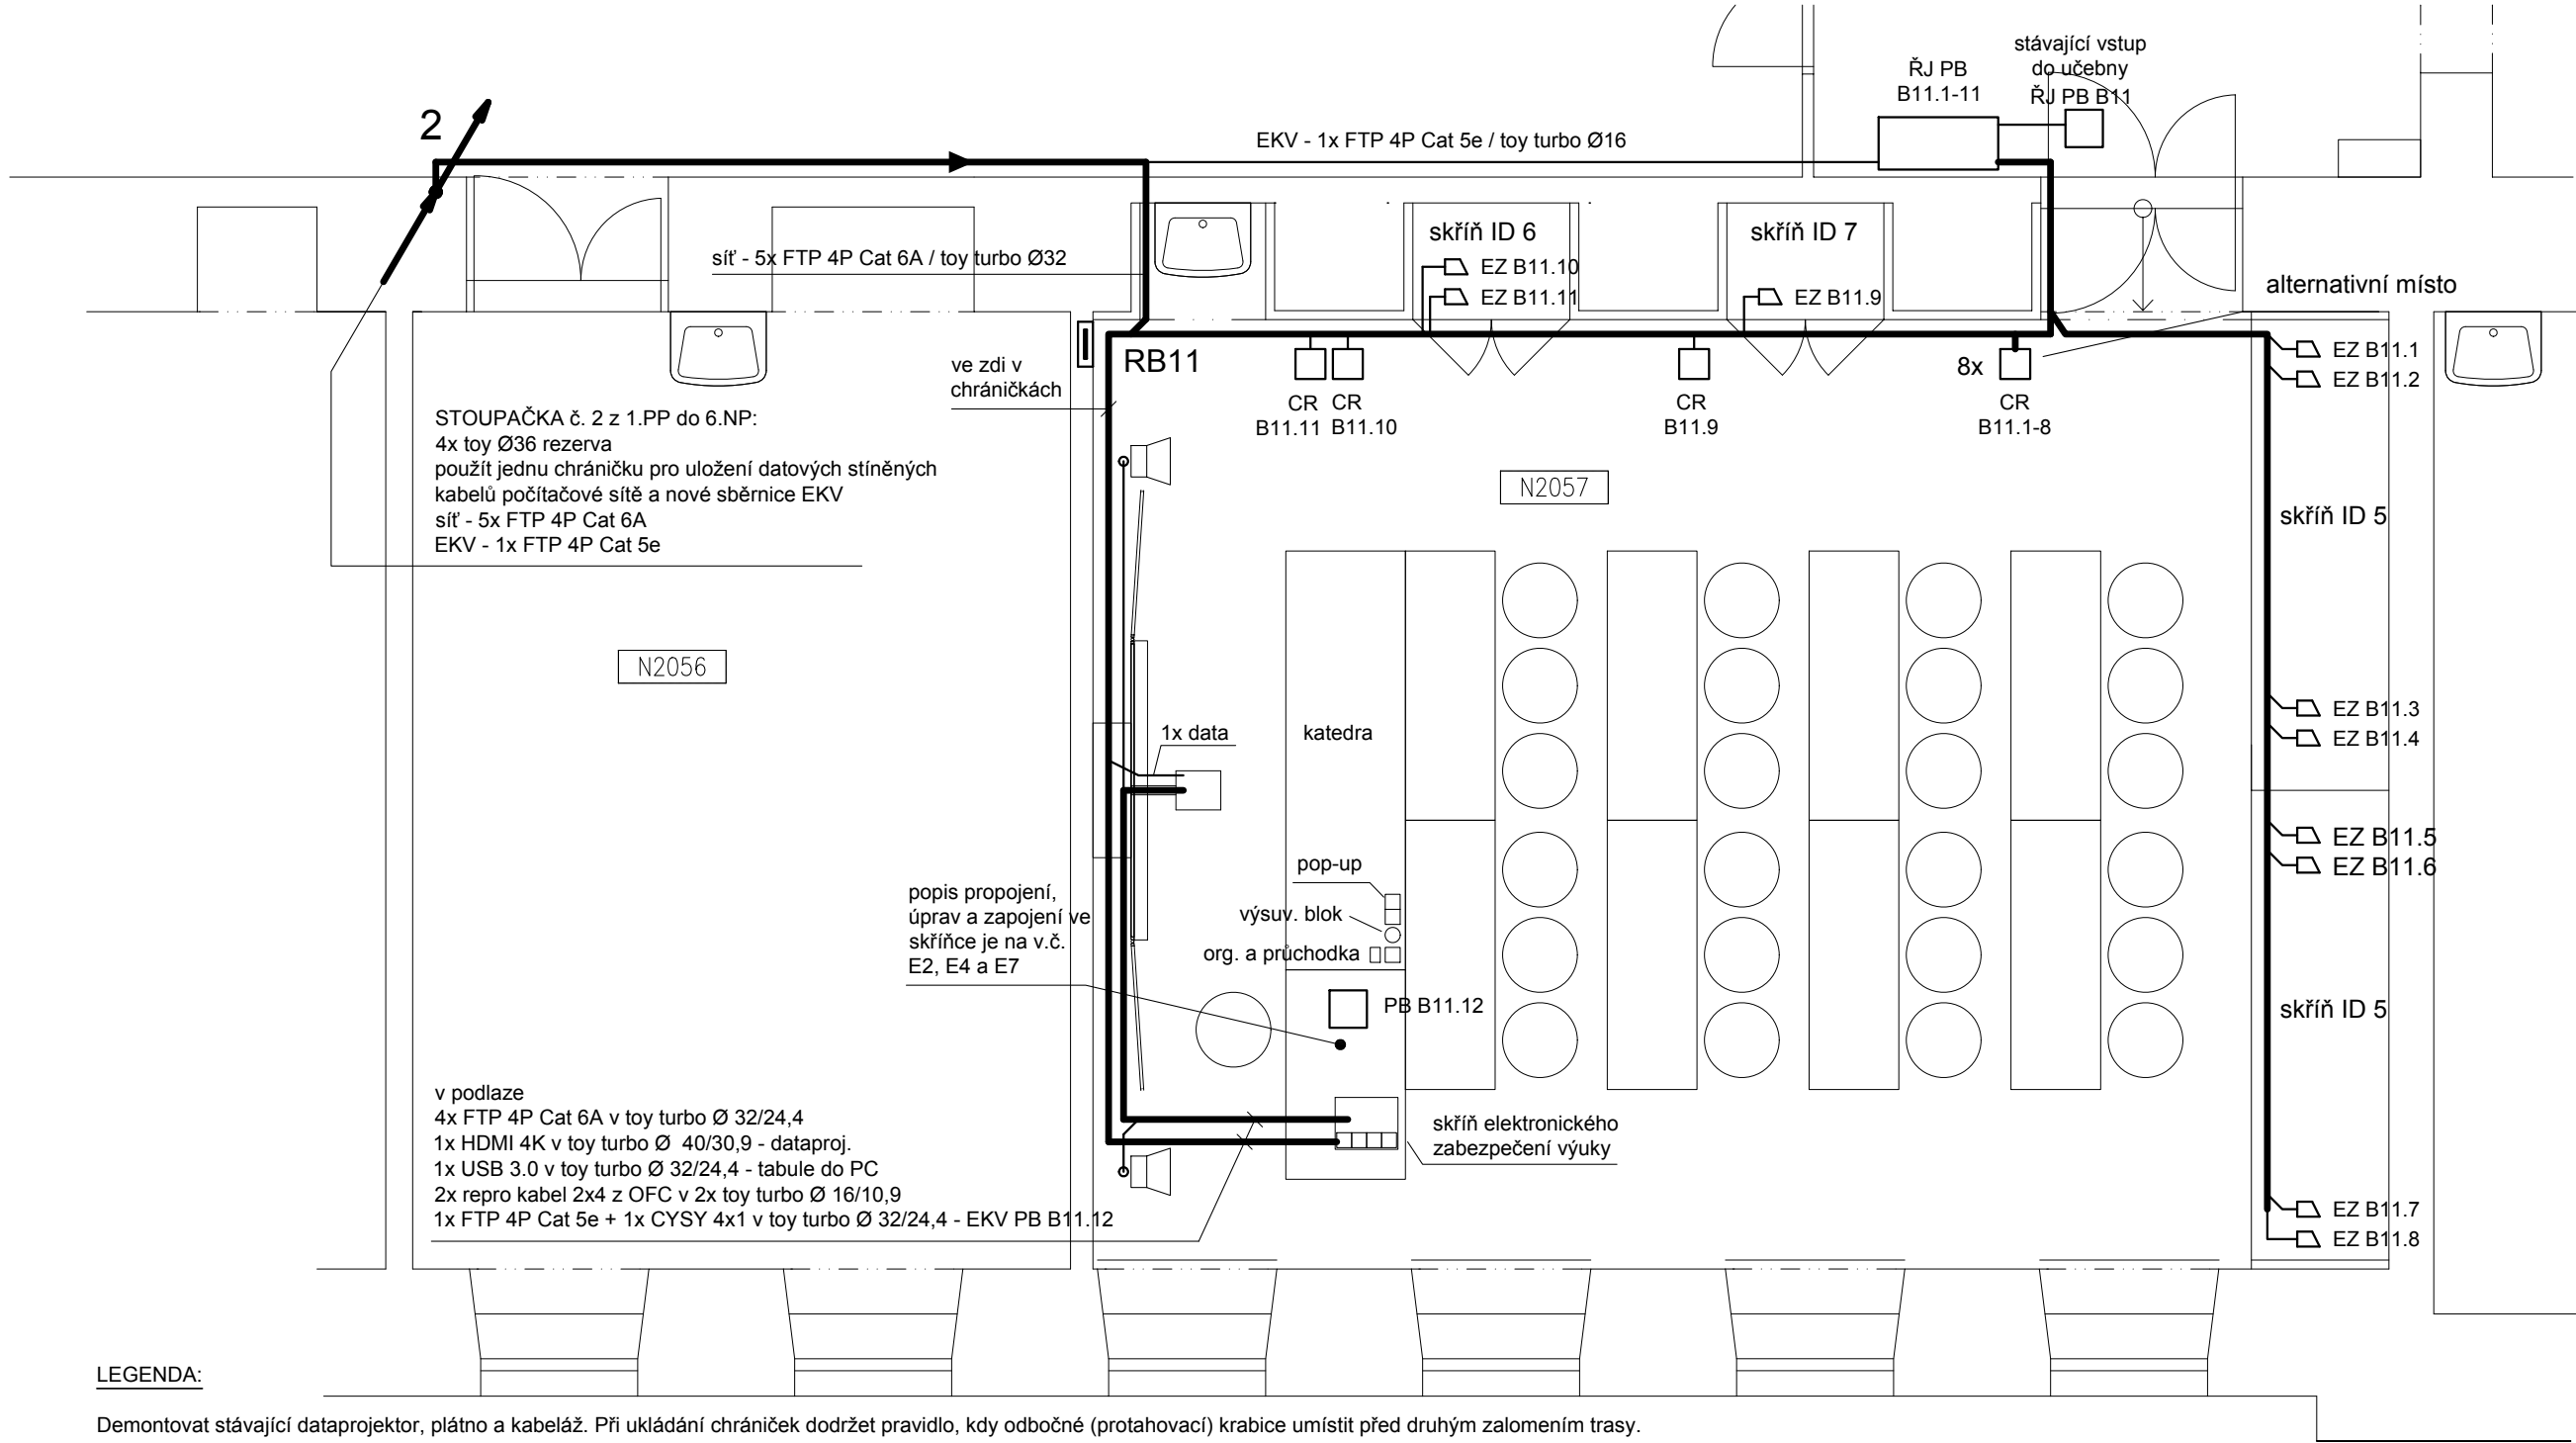 stávající vstup
do učebny
ŘJ PB B11
ŘJ PB
B11.1-11
2
EKV - 1x FTP 4P Cat 5e / toy turbo Ø16
síť - 5x FTP 4P Cat 6A / toy turbo Ø32
skříň ID 6
EZ B11.10
EZ B11.11
skříň ID 7
EZ B11.9
alternativní místo
RB11
ve zdi v
chráničkách
CR
B11.11
CR
B11.10
CR
B11.9
8x
CR
B11.1-8
EZ B11.1
EZ B11.2
STOUPAČKA č. 2 z 1.PP do 6.NP:
4x toy Ø36 rezerva
použít jednu chráničku pro uložení datových stíněných
kabelů počítačové sítě a nové sběrnice EKV
síť - 5x FTP 4P Cat 6A
EKV - 1x FTP 4P Cat 5e
N2057
skříň ID 5
N2056
1x data
katedra
EZ B11.3
EZ B11.4
EZ B11.5
EZ B11.6
pop-up
výsuv. blok
org. a průchodka
popis propojení,
úprav a zapojení ve
skříňce je na v.č.
E2, E4 a E7
PB B11.12
skříň ID 5
v podlaze
4x FTP 4P Cat 6A v toy turbo Ø 32/24,4
1x HDMI 4K v toy turbo Ø 40/30,9 - dataproj.
1x USB 3.0 v toy turbo Ø 32/24,4 - tabule do PC
2x repro kabel 2x4 z OFC v 2x toy turbo Ø 16/10,9
1x FTP 4P Cat 5e + 1x CYSY 4x1 v toy turbo Ø 32/24,4 - EKV PB B11.12
skříň elektronického
zabezpečení výuky
EZ B11.7
EZ B11.8
LEGENDA:
Demontovat stávající dataprojektor, plátno a kabeláž. Při ukládání chrániček dodržet pravidlo, kdy odbočné (protahovací) krabice umístit před druhým zalomením trasy.